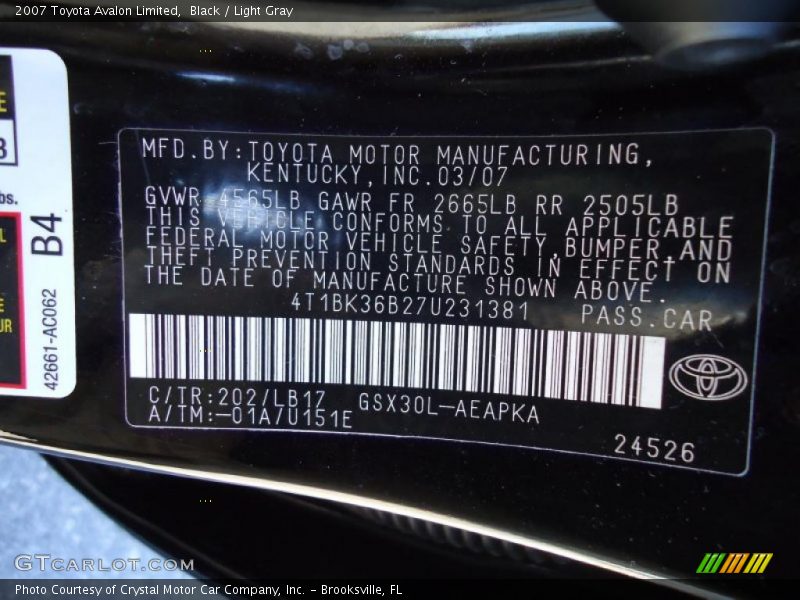 2007 Toyota Avalon Limited, Black / Light Gray
MFD.BY:TOYOTA MOTOR MANUFACTURING,
KENTUCKY,INC.03/07
GVWR 4565LB GAWR FR 2665LB RR 2505LB
THIS VEHICLE CONFORMS TO ALL APPLICABLE
FEDERAL MOTOR VEHICLE SAFETY,BUMPER,AND
THEFT PREVENTION STANDARDS IN EFFECT ON
THE DATE OF MANUFACTURE SHOWN ABOVE.
4T1BK36B27U231381 PASS.CAR
C/TR:202/LB17 GSX30L-AEAPKA
A/TM:-01A/U151E
24526
B4
42661-AC062
GTCARLOT.COM
Photo Courtesy of Crystal Motor Car Company, Inc. - Brooksville, FL